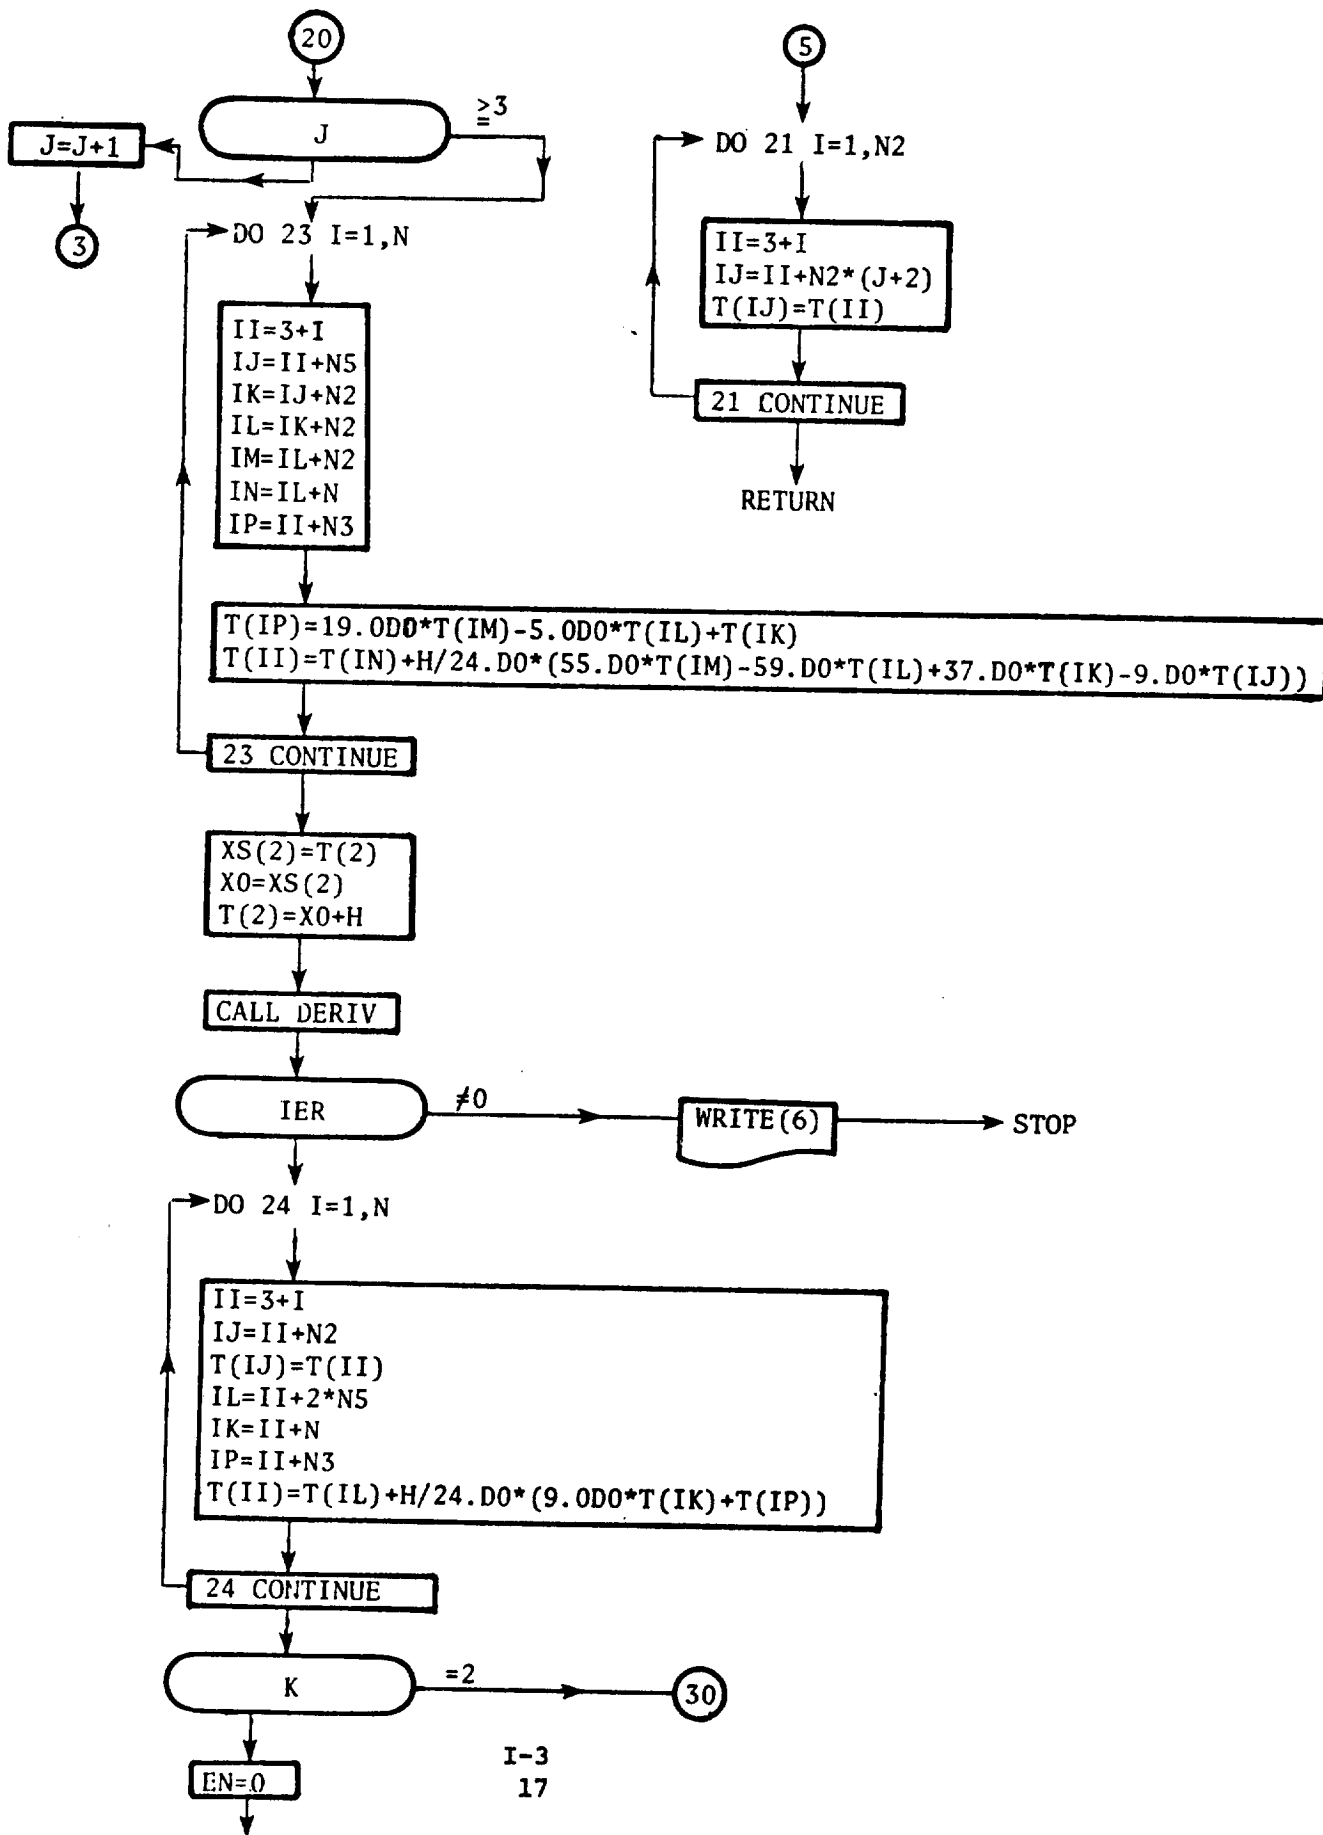 20
J
≥3
J=J+1
3
DO 23 I=1,N
II=3+I
IJ=II+N5
IK=IJ+N2
IL=IK+N2
IM=IL+N2
IN=IL+N
IP=II+N3
T(IP)=19.0D0*T(IM)-5.0D0*T(IL)+T(IK)
T(II)=T(IN)+H/24.D0*(55.D0*T(IM)-59.D0*T(IL)+37.D0*T(IK)-9.D0*T(IJ))
23 CONTINUE
XS(2)=T(2)
X0=XS(2)
T(2)=X0+H
CALL DERIV
IER
≠0
WRITE(6)
STOP
DO 24 I=1,N
II=3+I
IJ=II+N2
T(IJ)=T(II)
IL=II+2*N5
IK=II+N
IP=II+N3
T(II)=T(IL)+H/24.D0*(9.0D0*T(IK)+T(IP))
24 CONTINUE
K
=2
30
EN=0
5
DO 21 I=1,N2
II=3+I
IJ=II+N2*(J+2)
T(IJ)=T(II)
21 CONTINUE
RETURN
I-3
17